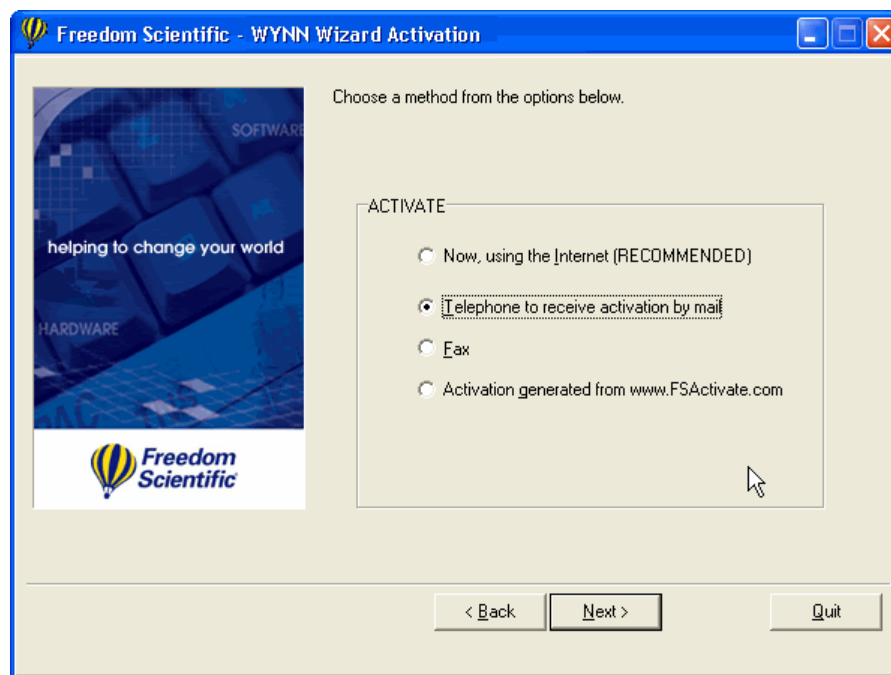 Freedom Scientific - WYNN Wizard Activation
Choose a method from the options below.
SOFTWARE
helping to change your world
HARDWARE
Freedom
Scientific
ACTIVATE
Now, using the Internet (RECOMMENDED)
Telephone to receive activation by mail
Fax
Activation generated from www.FSActivate.com
< Back
Next >
Quit